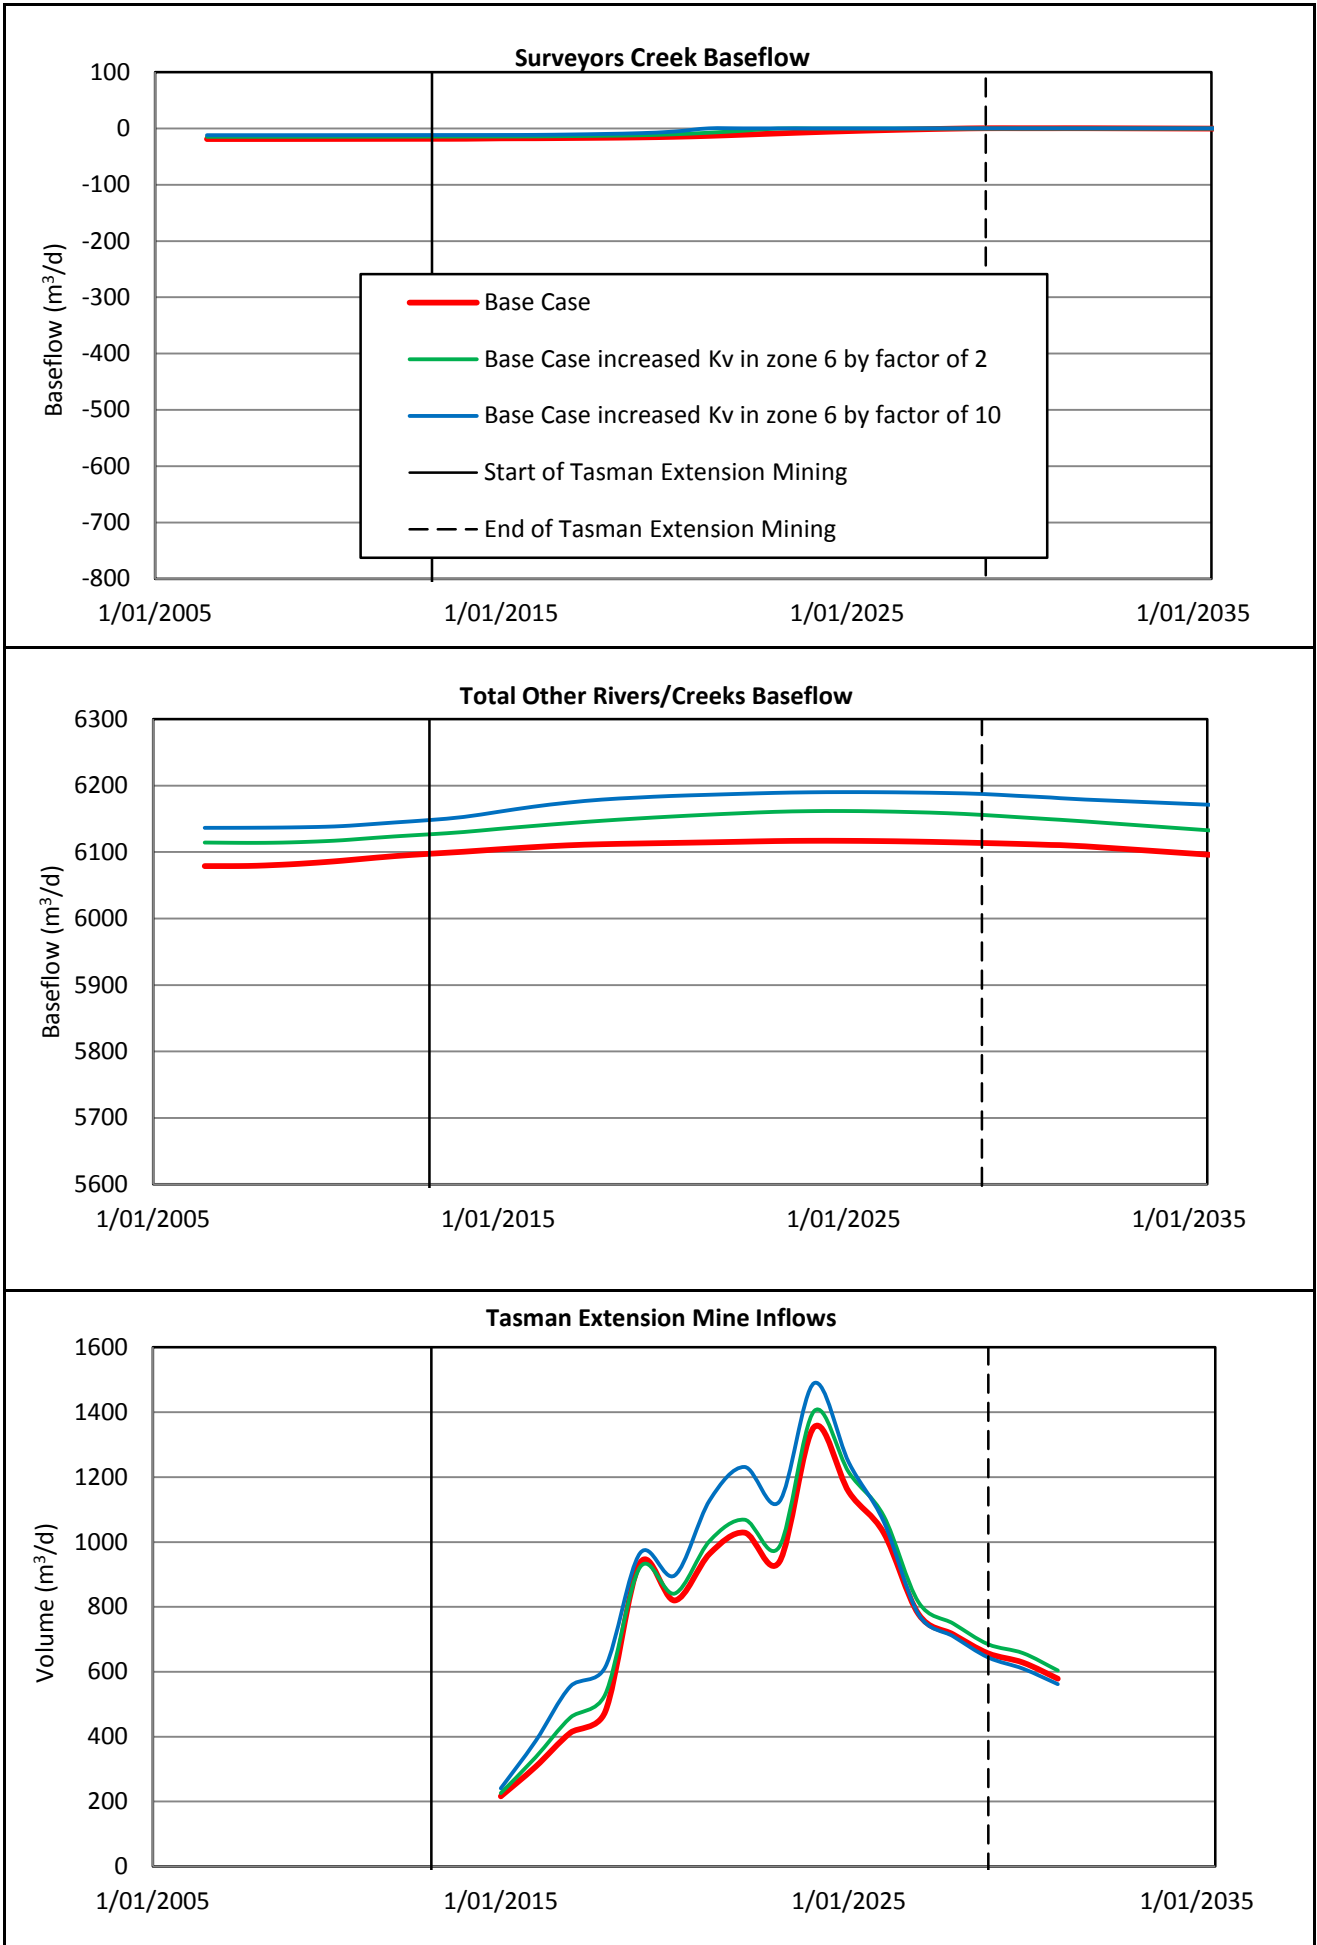 Surveyors Creek Baseflow
100
0
-100
-200
-300
-400
-500
-600
-700
-800
Baseflow (m³/d)
Base Case
Base Case increased Kv in zone 6 by factor of 2
Base Case increased Kv in zone 6 by factor of 10
Start of Tasman Extension Mining
End of Tasman Extension Mining
1/01/2005 1/01/2015 1/01/2025 1/01/2035
Total Other Rivers/Creeks Baseflow
6300
6200
6100
6000
5900
5800
5700
5600
Baseflow (m³/d)
1/01/2005 1/01/2015 1/01/2025 1/01/2035
Tasman Extension Mine Inflows
1600
1400
1200
1000
800
600
400
200
0
Volume (m³/d)
1/01/2005 1/01/2015 1/01/2025 1/01/2035